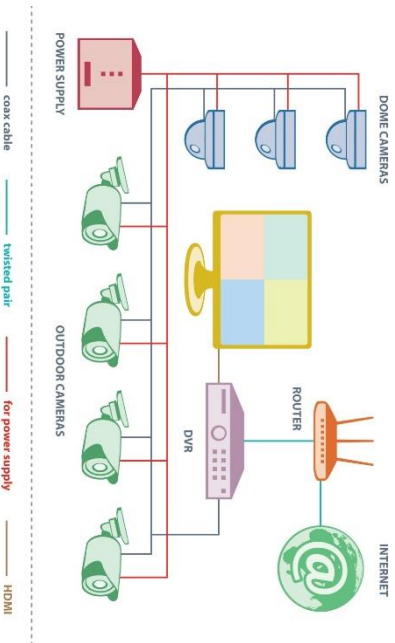 DOME CAMERAS
INTERNET
ROUTER
DVR
POWER SUPPLY
OUTDOOR CAMERAS
coax cable
twisted pair
for power supply
HDMI